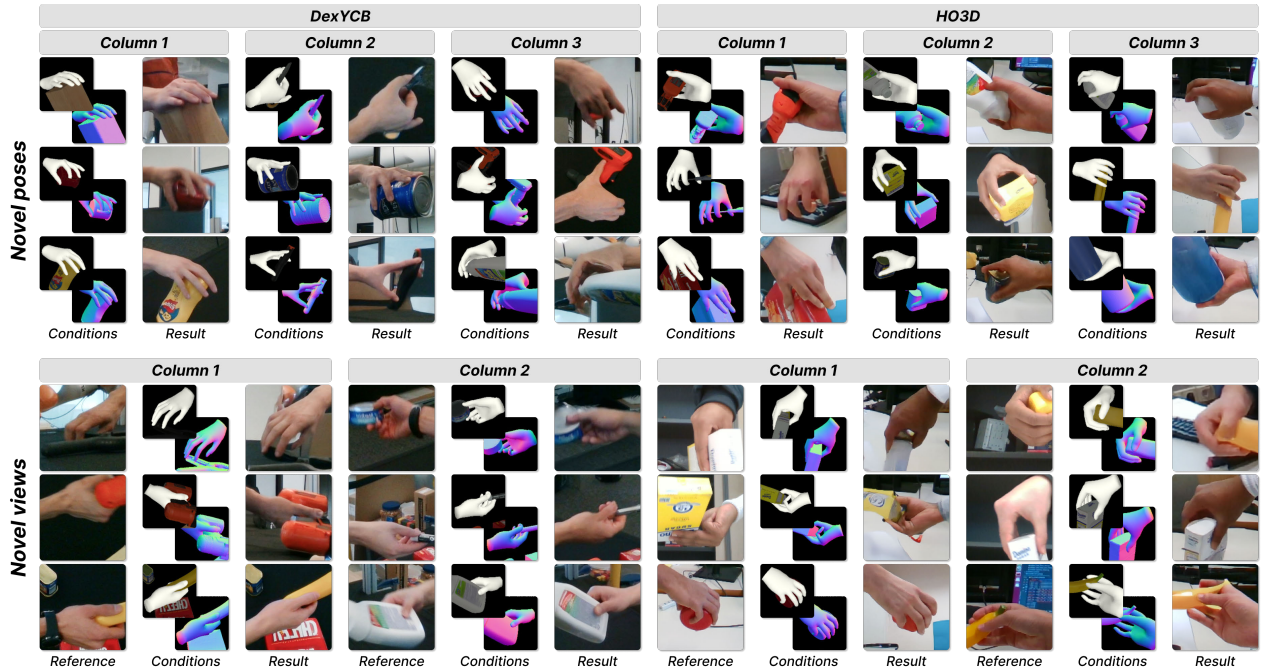 DexYCB HO3D
Column 1 Column 2 Column 3 Column 1 Column 2 Column 3
Novel poses
Conditions Result Conditions Result Conditions Result Conditions Result Conditions Result Conditions Result
Column 1 Column 2 Column 1 Column 2
Novel views
CHEEZ-IT
Reference Conditions Result Reference Conditions Result Reference Conditions Result Reference Conditions Result